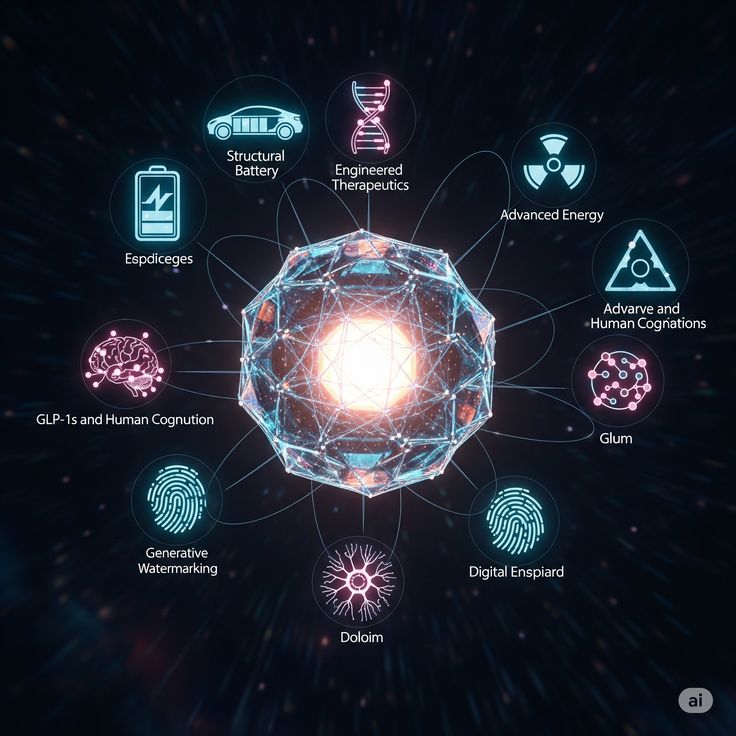 Structural
Battery
Engineered
Therapeutics
Advanced Energy
Espdiceges
Advarve and
Human Cognations
GLP-1s and Human Cognution
Glum
Generative
Watermarking
Digital Enspiard
Doloim
ai